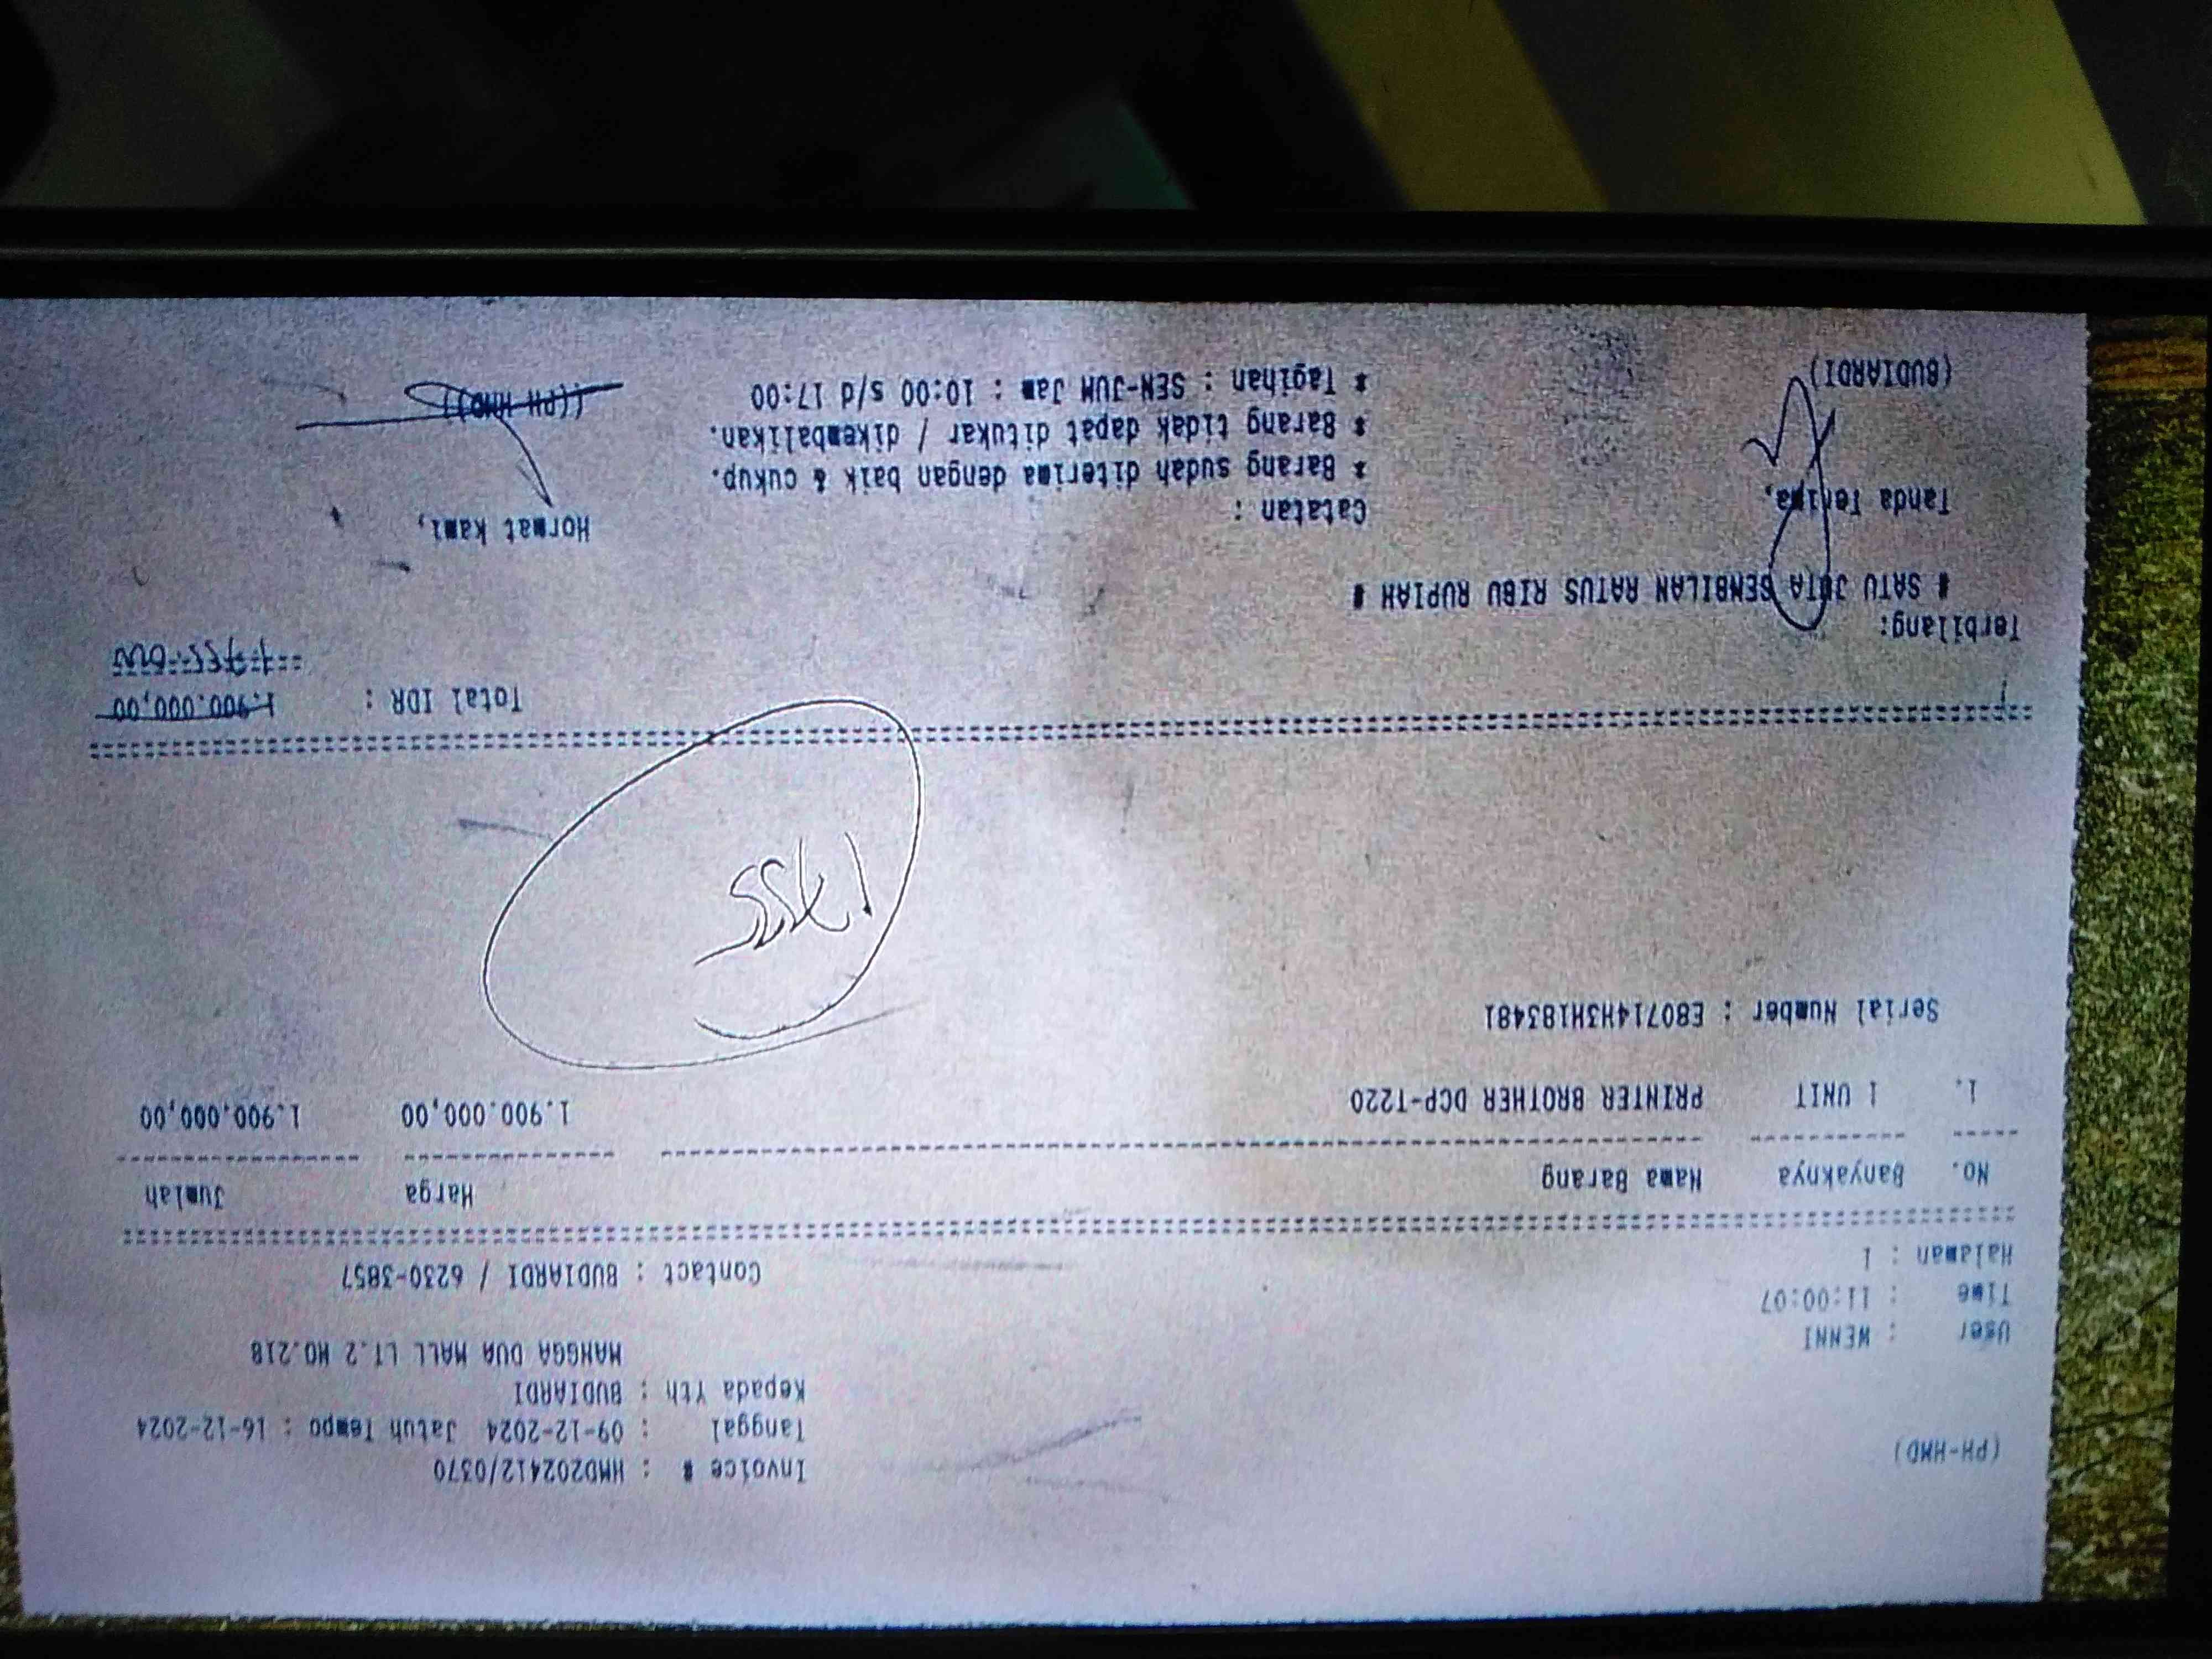 (PH-HMD)
Invoice # : HMD202412/0370
Tanggal : 09-12-2024 Jatuh Tempo : 16-12-2024
Kepada Yth : BUDIARDI
MANGGA DUA MALL LT.2 NO.218
User : WENNI
Time : 11:00:07
Halaman : 1
Contact : BUDIARDI / 6230-3857
No. Banyaknya Nama Barang Harga Jumlah
1. 1 UNIT PRINTER BROTHER DCP-T220 1.900.000,00 1.900.000,00
Serial Number : E80714H3H183481
Total IDR : 1.900.000,00
Terbilang:
# SATU JUTA SEMBILAN RATUS RIBU RUPIAH #
Tanda Terima,
Catatan :
Hormat kami,
* Barang sudah diterima dengan baik & cukup.
* Barang tidak dapat ditukar / dikembalikan.
* Tagihan : SEN-JUM Jam : 10:00 s/d 17:00
(BUDIARDI)
((PH HMD))